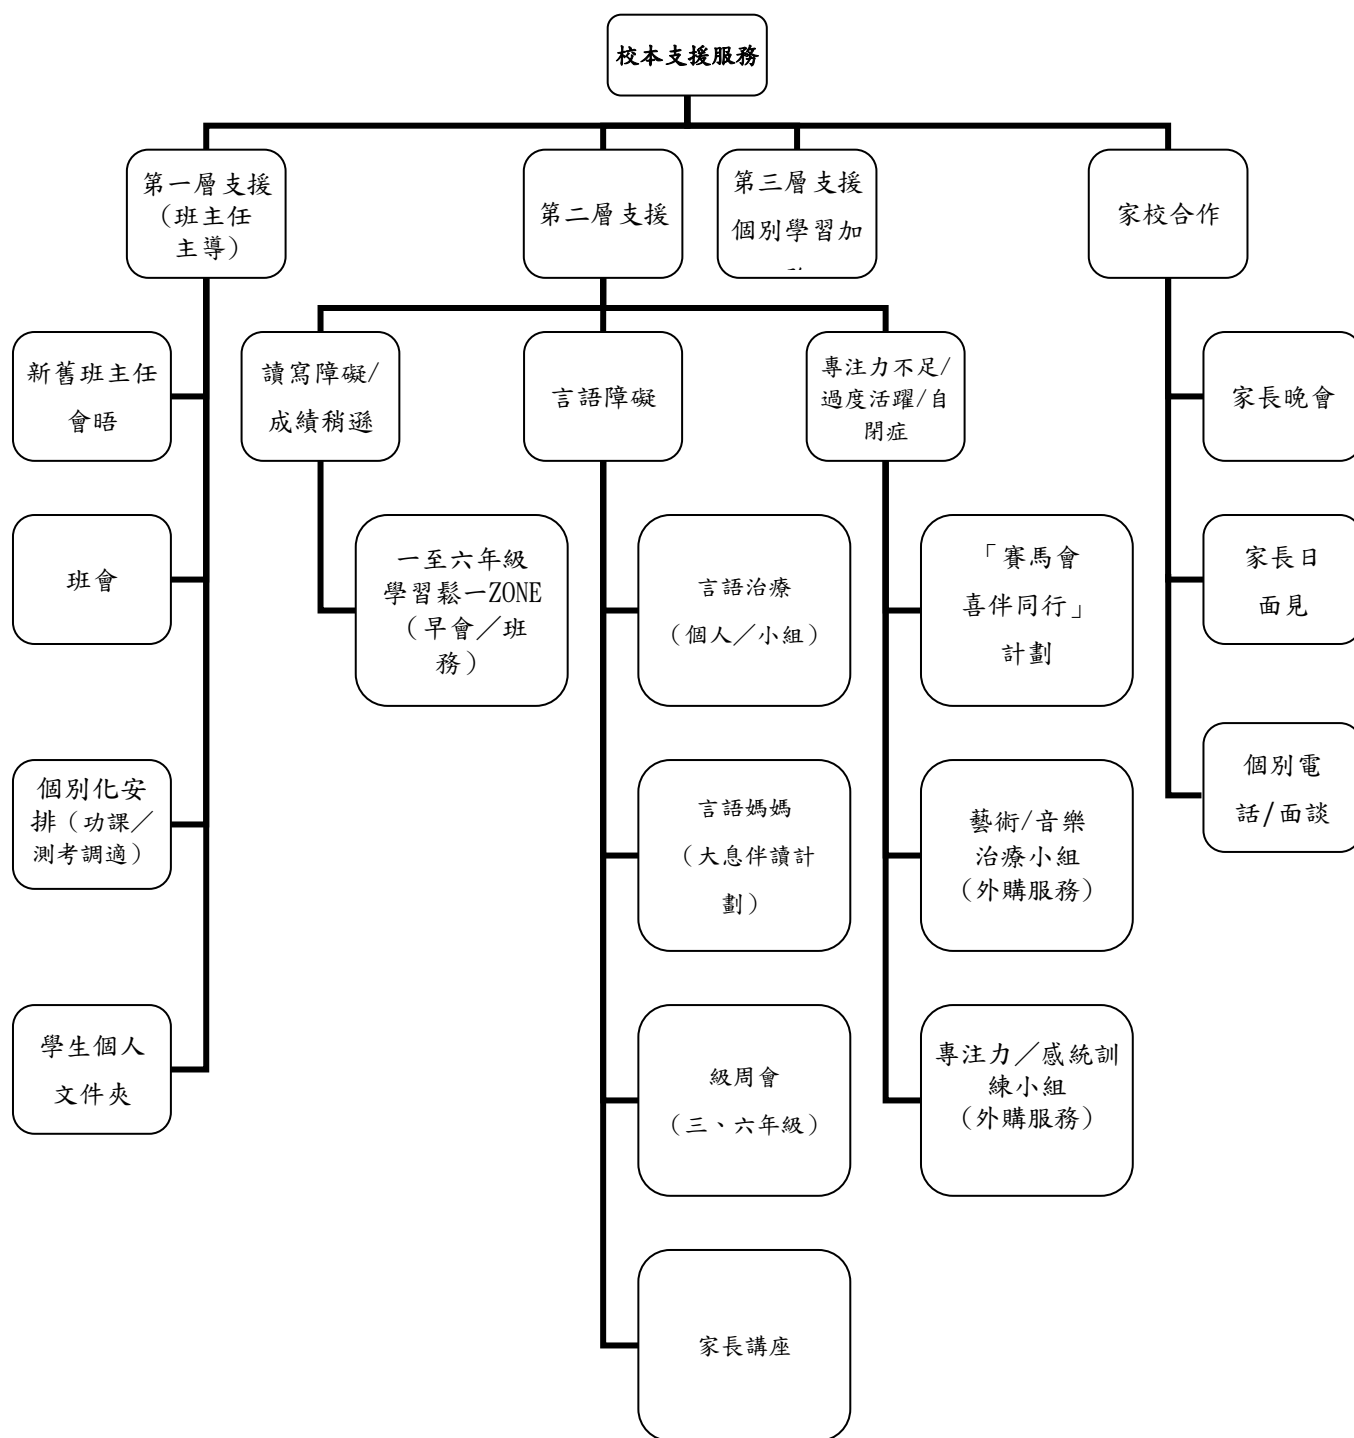 校本支援服務
第一層支援
（班主任
主導）
第二層支援
第三層支援
個別學習加
家校合作
新舊班主任
會晤
讀寫障礙/
成績稍遜
言語障礙
專注力不足/
過度活躍/自
閉症
家長晚會
班會
一至六年級
學習鬆一ZONE
（早會／班
務）
言語治療
（個人／小組）
「賽馬會
喜伴同行」
計劃
家長日
面見
個別化安
排（功課／
測考調適）
言語媽媽
（大息伴讀計
劃）
藝術/音樂
治療小組
（外購服務）
個別電
話/面談
學生個人
文件夾
級周會
（三、六年級）
專注力／感統訓
練小組
（外購服務）
家長講座